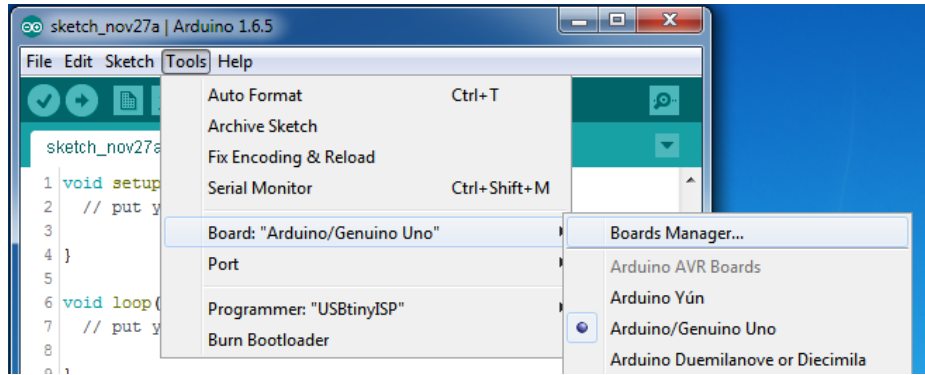 sketch_nov27a | Arduino 1.6.5
File Edit Sketch Tools Help
Auto Format Ctrl+T
Archive Sketch
Fix Encoding & Reload
Serial Monitor Ctrl+Shift+M
Board: "Arduino/Genuino Uno"
Port
Programmer: "USBtinyISP"
Burn Bootloader
Boards Manager...
Arduino AVR Boards
Arduino Yún
Arduino/Genuino Uno
Arduino Duemilanove or Diecimila
sketch_nov27a
1 void setup
2 // put y
3
4 }
5
6 void loop(
7 // put y
8
9 }